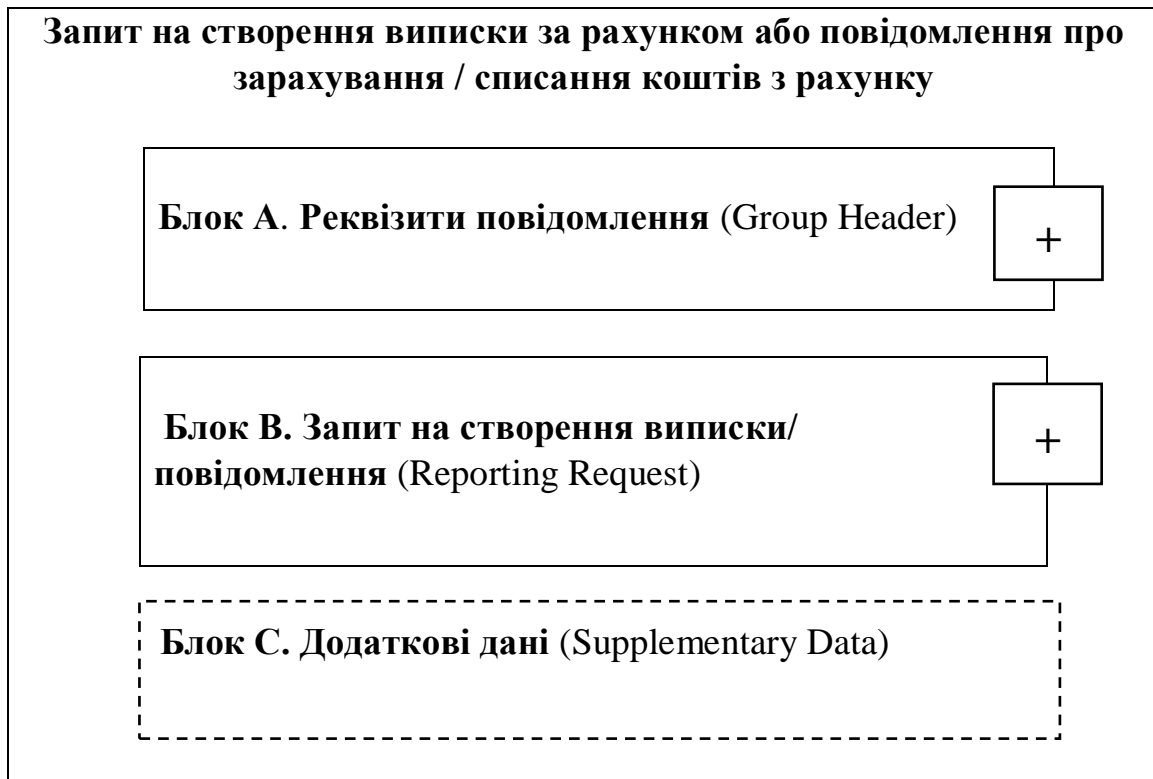 Запит на створення виписки за рахунком або повідомлення про
зарахування / списання коштів з рахунку
Блок А. Реквізити повідомлення (Group Header)
+
Блок В. Запит на створення виписки/
повідомлення (Reporting Request)
+
Блок С. Додаткові дані (Supplementary Data)